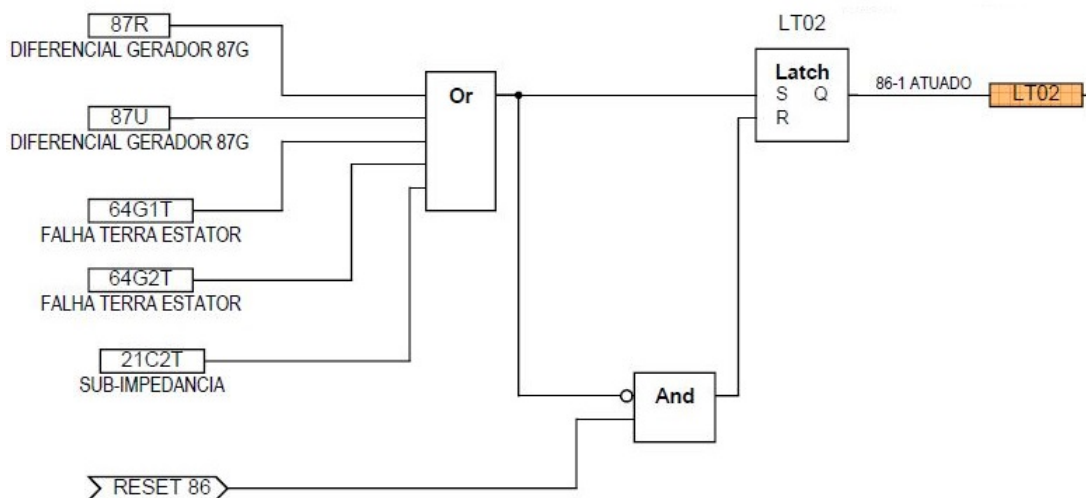 87R
DIFERENCIAL GERADOR 87G
87U
DIFERENCIAL GERADOR 87G
64G1T
FALHA TERRA ESTATOR
64G2T
FALHA TERRA ESTATOR
21C2T
SUB-IMPEDANCIA
RESET 86
Or
And
LT02
Latch
S Q
R
86-1 ATUADO
LT02